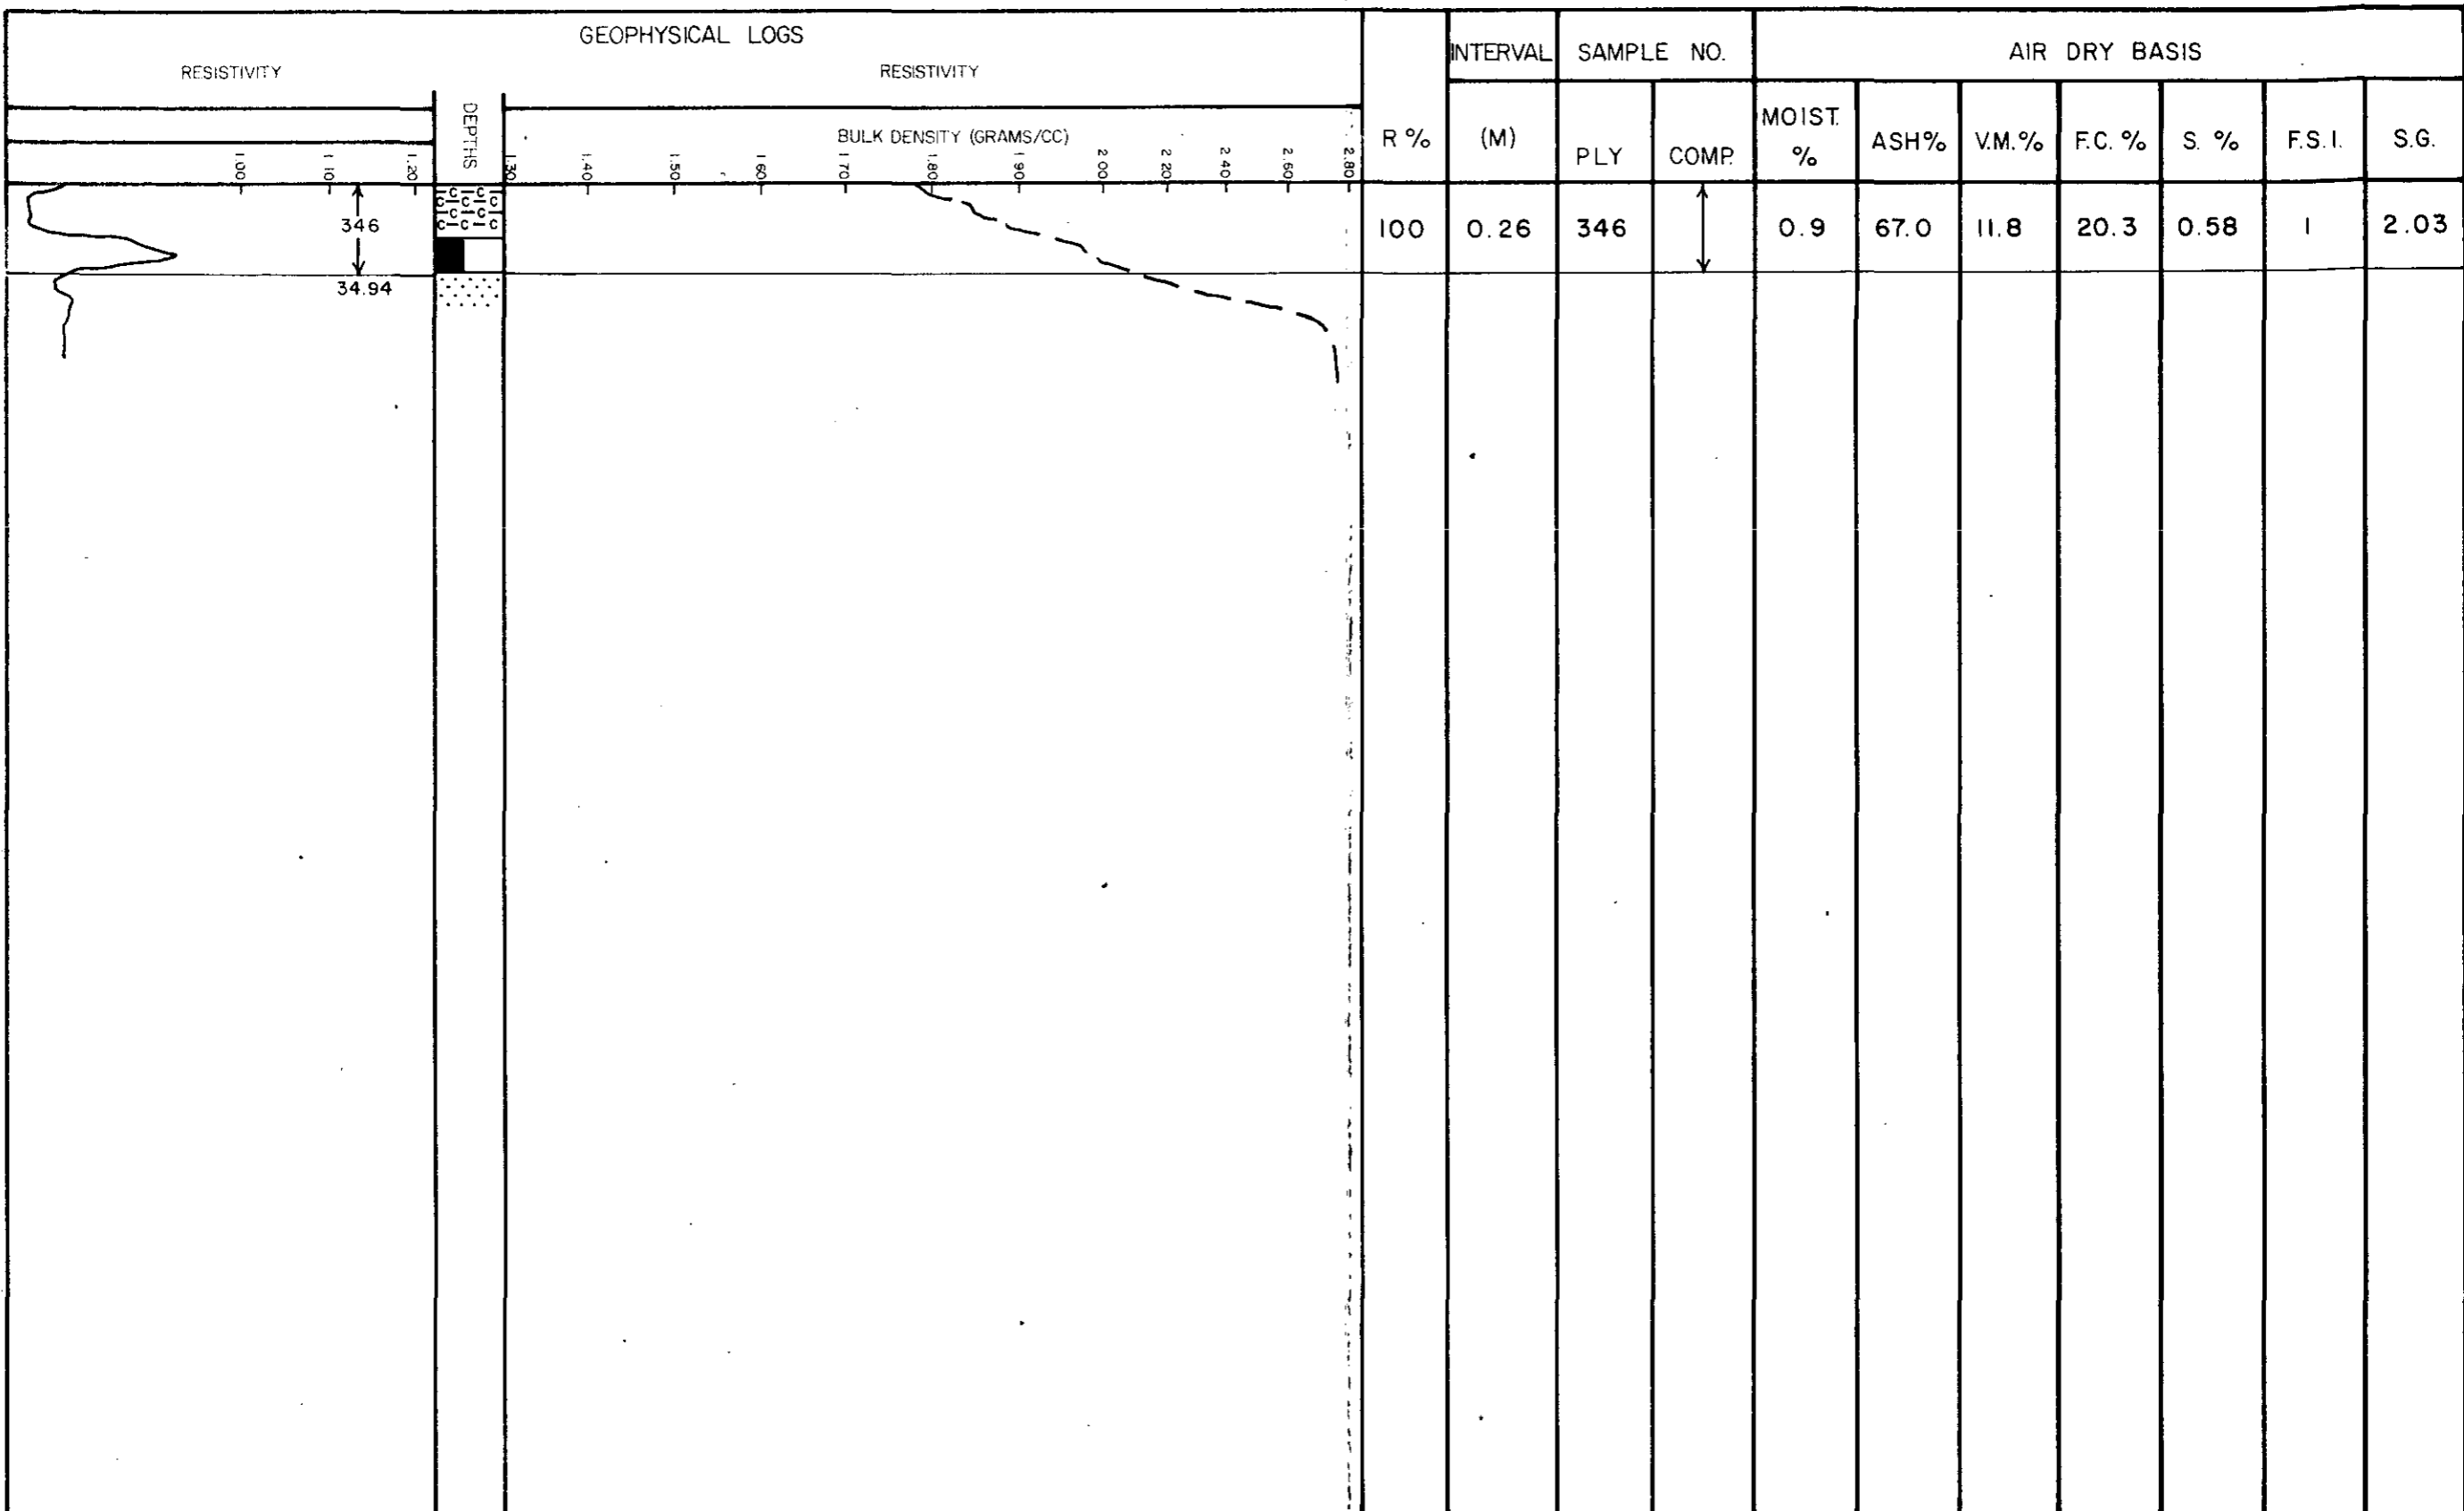 GEOPHYSICAL LOGS
RESISTIVITY RESISTIVITY
DEPTHS
BULK DENSITY (GRAMS/CC)
1.00 1.10 1.20 1.30 1.40 1.50 1.60 1.70 1.80 1.90 2.00 2.20 2.40 2.60 2.80
R % INTERVAL (M) SAMPLE NO. AIR DRY BASIS
PLY COMP. MOIST. % ASH% V.M.% F.C. % S. % F.S.I. S.G.
346
C C
C-C-C
-C-C-
C-C-C
100 0.26 346 0.9 67.0 11.8 20.3 0.58 1 2.03
34.94